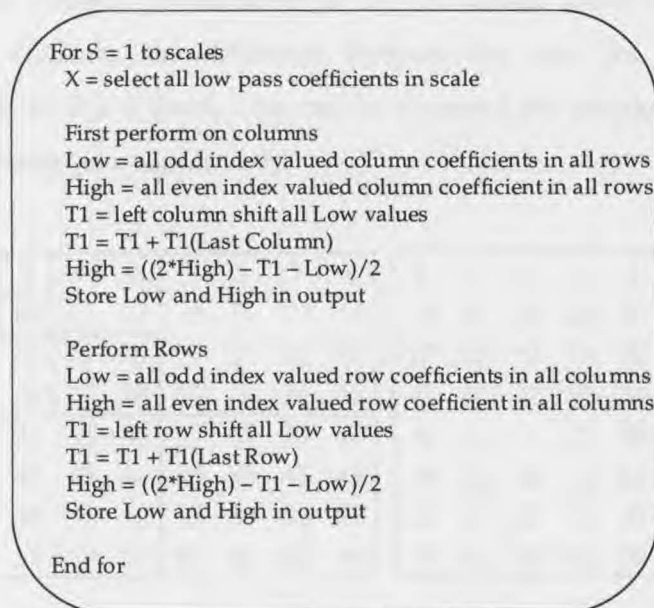 For S = 1 to scales
X = select all low pass coefficients in scale
First perform on columns
Low = all odd index valued column coefficients in all rows
High = all even index valued column coefficient in all rows
T1 = left column shift all Low values
T1 = T1 + T1(Last Column)
High = ((2*High) – T1 – Low)/2
Store Low and High in output
Perform Rows
Low = all odd index valued row coefficients in all columns
High = all even index valued row coefficient in all columns
T1 = left row shift all Low values
T1 = T1 + T1(Last Row)
High = ((2*High) – T1 – Low)/2
Store Low and High in output
End for